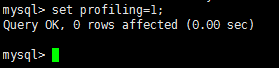 mysql> set profiling=1;
Query OK, 0 rows affected (0.00 sec)
mysql>